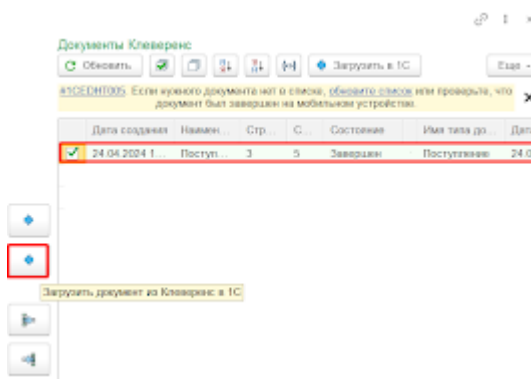 Документы Клеверенс
Обновить Загрузить в 1С Еще
#1CEDHT005. Если нужного документа нет в списке, обновите список или проверьте, что
документ был завершен на мобильном устройстве.
Дата создания Наимен... Стр... С... Состояние Имя типа до... Дат
24.04.2024 1... Поступ... 3 5 Завершен Поступление 24.0
Загрузить документ из Клеверенс в 1С